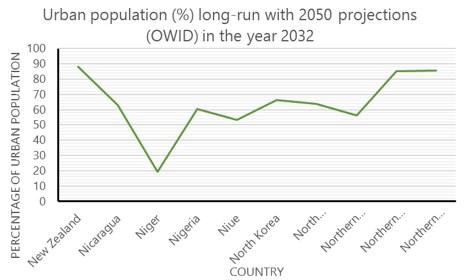 Urban population (%) long-run with 2050 projections
(OWID) in the year 2032
PERCENTAGE OF URBAN POPULATION
100
90
80
70
60
50
40
30
20
10
0
New Zealand
Nicaragua
Niger
Nigeria
Niue
North Korea
North...
Northern...
Northern...
Northern...
COUNTRY